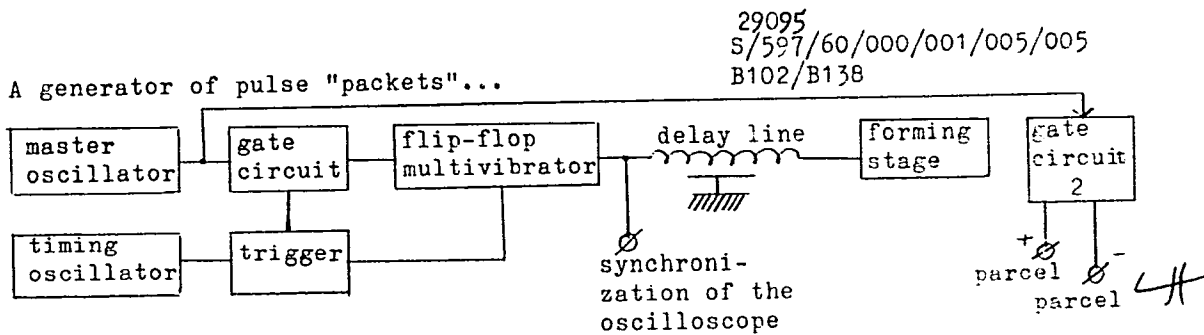 29095
S/597/60/000/001/005/005
B102/B138
A generator of pulse "packets"...
master
oscillator
gate
circuit
flip-flop
multivibrator
delay line
forming
stage
gate
circuit
2
timing
oscillator
trigger
synchroni-
zation of the
oscilloscope
+
parcel
-
parcel